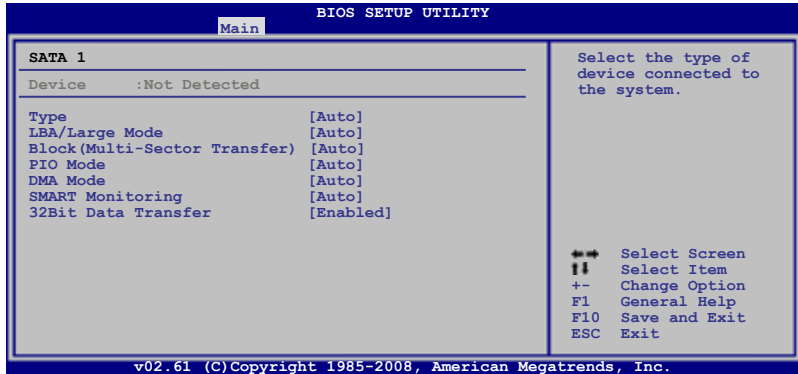 BIOS SETUP UTILITY
Main
SATA 1
Device :Not Detected
Type [Auto]
LBA/Large Mode [Auto]
Block(Multi-Sector Transfer) [Auto]
PIO Mode [Auto]
DMA Mode [Auto]
SMART Monitoring [Auto]
32Bit Data Transfer [Enabled]
Select the type of
device connected to
the system.
←→ Select Screen
↑↓ Select Item
+- Change Option
F1 General Help
F10 Save and Exit
ESC Exit
v02.61 (C)Copyright 1985-2008, American Megatrends, Inc.